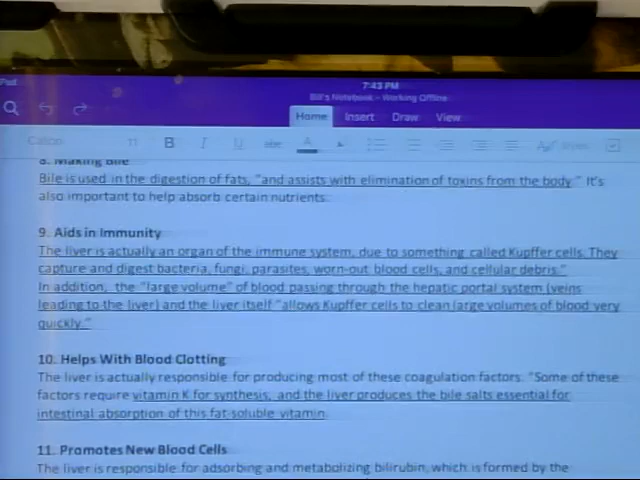 iPad
7:43 PM
Bill's Notebook - Working Offline
Home Insert Draw View
11 B I U abc A
8. Making Bile
Bile is used in the digestion of fats, "and assists with elimination of toxins from the body." It's
also important to help absorb certain nutrients.
9. Aids in Immunity
The liver is actually an organ of the immune system, due to something called Kupffer cells. They
capture and digest bacteria, fungi, parasites, worn-out blood cells, and cellular debris."
In addition, the "large volume" of blood passing through the hepatic portal system (veins
leading to the liver) and the liver itself "allows Kupffer cells to clean large volumes of blood very
quickly."
10. Helps With Blood Clotting
The liver is actually responsible for producing most of these coagulation factors. "Some of these
factors require vitamin K for synthesis, and the liver produces the bile salts essential for
intestinal absorption of this fat-soluble vitamin.
11. Promotes New Blood Cells
The liver is responsible for adsorbing and metabolizing bilirubin, which is formed by the